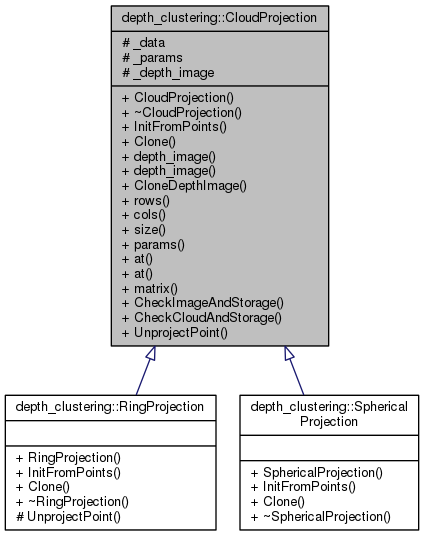 depth_clustering::CloudProjection
# _data
# _params
# _depth_image
+ CloudProjection()
+ ~CloudProjection()
+ InitFromPoints()
+ Clone()
+ depth_image()
+ depth_image()
+ CloneDepthImage()
+ rows()
+ cols()
+ size()
+ params()
+ at()
+ at()
+ matrix()
+ CheckImageAndStorage()
+ CheckCloudAndStorage()
+ UnprojectPoint()
depth_clustering::RingProjection
+ RingProjection()
+ InitFromPoints()
+ Clone()
+ ~RingProjection()
# UnprojectPoint()
depth_clustering::Spherical
Projection
+ SphericalProjection()
+ InitFromPoints()
+ Clone()
+ ~SphericalProjection()